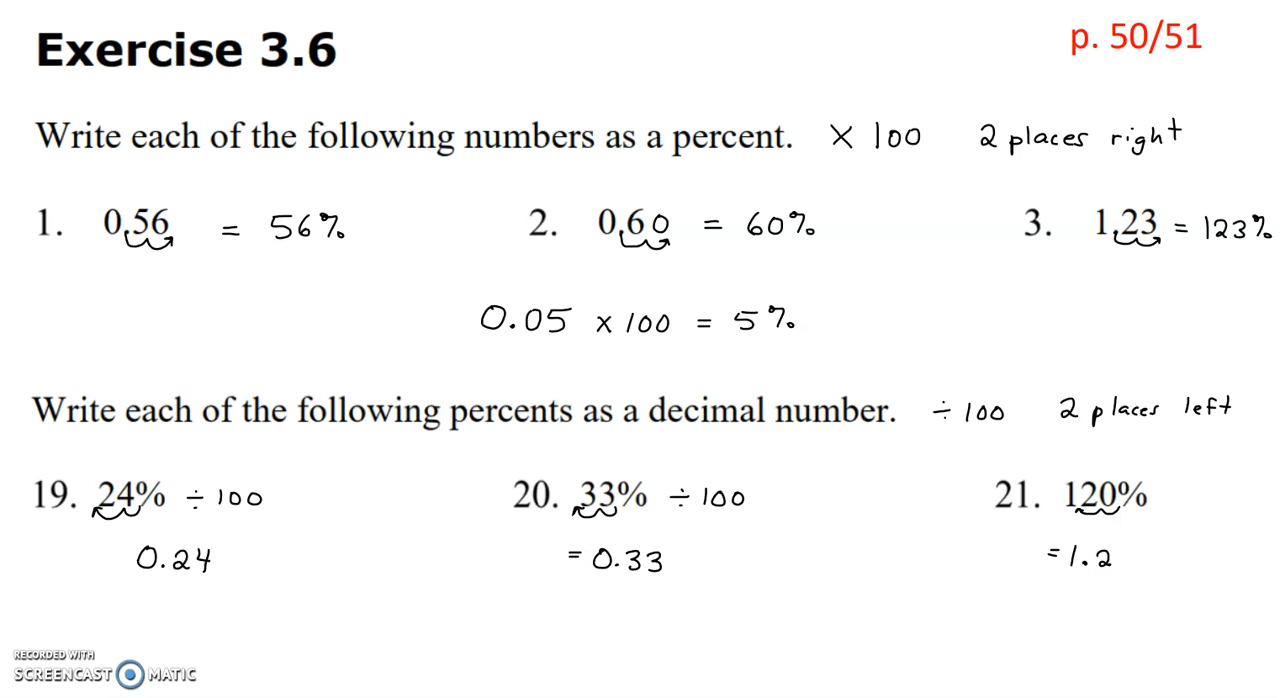 Exercise 3.6 p. 50/51
Write each of the following numbers as a percent. × 100 2 places right
1. 0,56 = 56% 2. 0,60 = 60% 3. 1,23 = 123%
0.05 × 100 = 5%
Write each of the following percents as a decimal number. ÷ 100 2 places left
19. 24% ÷ 100 20. 33% ÷ 100 21. 120%
0.24 = 0.33 = 1.2
RECORDED WITH
SCREENCAST MATIC